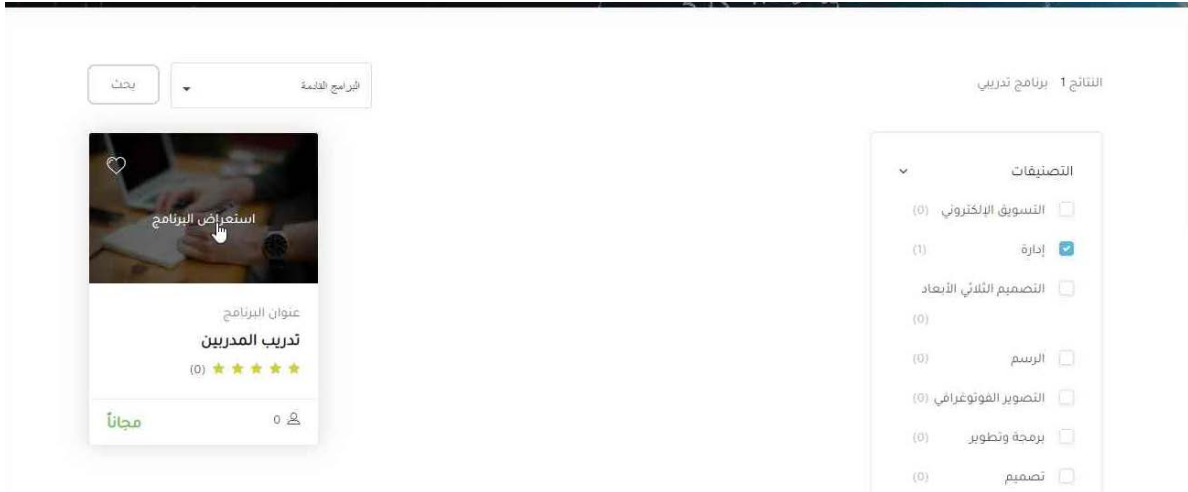 النتائج 1 برنامج تدريبي
البرامج القادمة
بحث
التصنيفات
التسويق الإلكتروني (0)
إدارة (1)
التصميم الثلاثي الأبعاد
(0)
الرسم (0)
التصوير الفوتوغرافي (0)
برمجة وتطوير (0)
تصميم (0)
استعراض البرنامج
عنوان البرنامج
تدريب المدربين
(0)
0
مجاناً